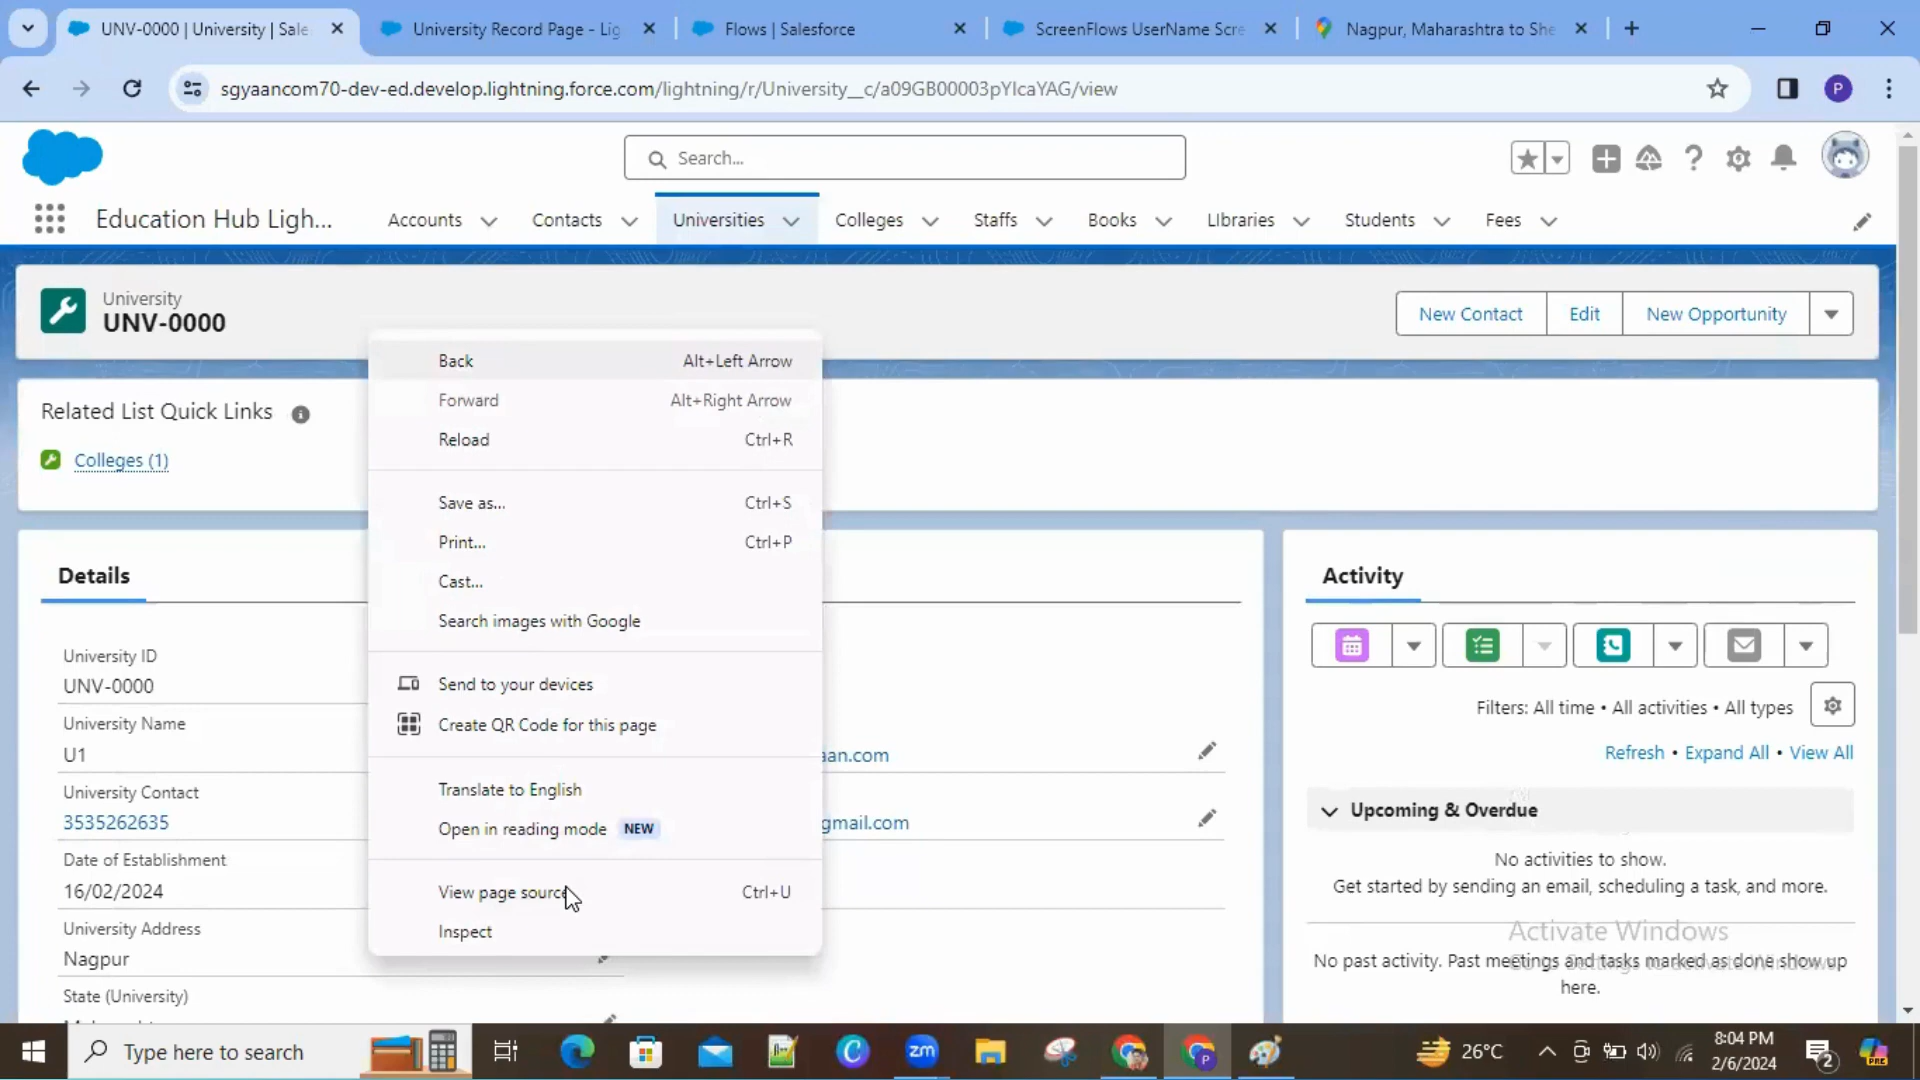 UNV-0000 | University | Sale
University Record Page - Lig
Flows | Salesforce
ScreenFlows UserName Scre
Nagpur, Maharashtra to She
sgyaancom70-dev-ed.develop.lightning.force.com/lightning/r/University__c/a09GB00003pYIcaYAG/view
P
Search...
Education Hub Ligh...
Accounts
Contacts
Universities
Colleges
Staffs
Books
LIbraries
Students
Fees
University
UNV-0000
New Contact
Edit
New Opportunity
Related List Quick Links
Colleges (1)
Back Alt+Left Arrow
Forward Alt+Right Arrow
Reload Ctrl+R
Save as... Ctrl+S
Print... Ctrl+P
Cast...
Search images with Google
Send to your devices
Create QR Code for this page
Translate to English
Open in reading mode NEW
View page source Ctrl+U
Inspect
Details
University ID
UNV-0000
University Name
U1
University Contact
3535262635
Date of Establishment
16/02/2024
University Address
Nagpur
State (University)
aan.com
gmail.com
Activity
Filters: All time • All activities • All types
Refresh • Expand All • View All
Upcoming & Overdue
No activities to show.
Get started by sending an email, scheduling a task, and more.
Activate Windows
No past activity. Past meetings and tasks marked as done show up
here.
Type here to search
zm
P
26°C
8:04 PM
2/6/2024
2
PRE